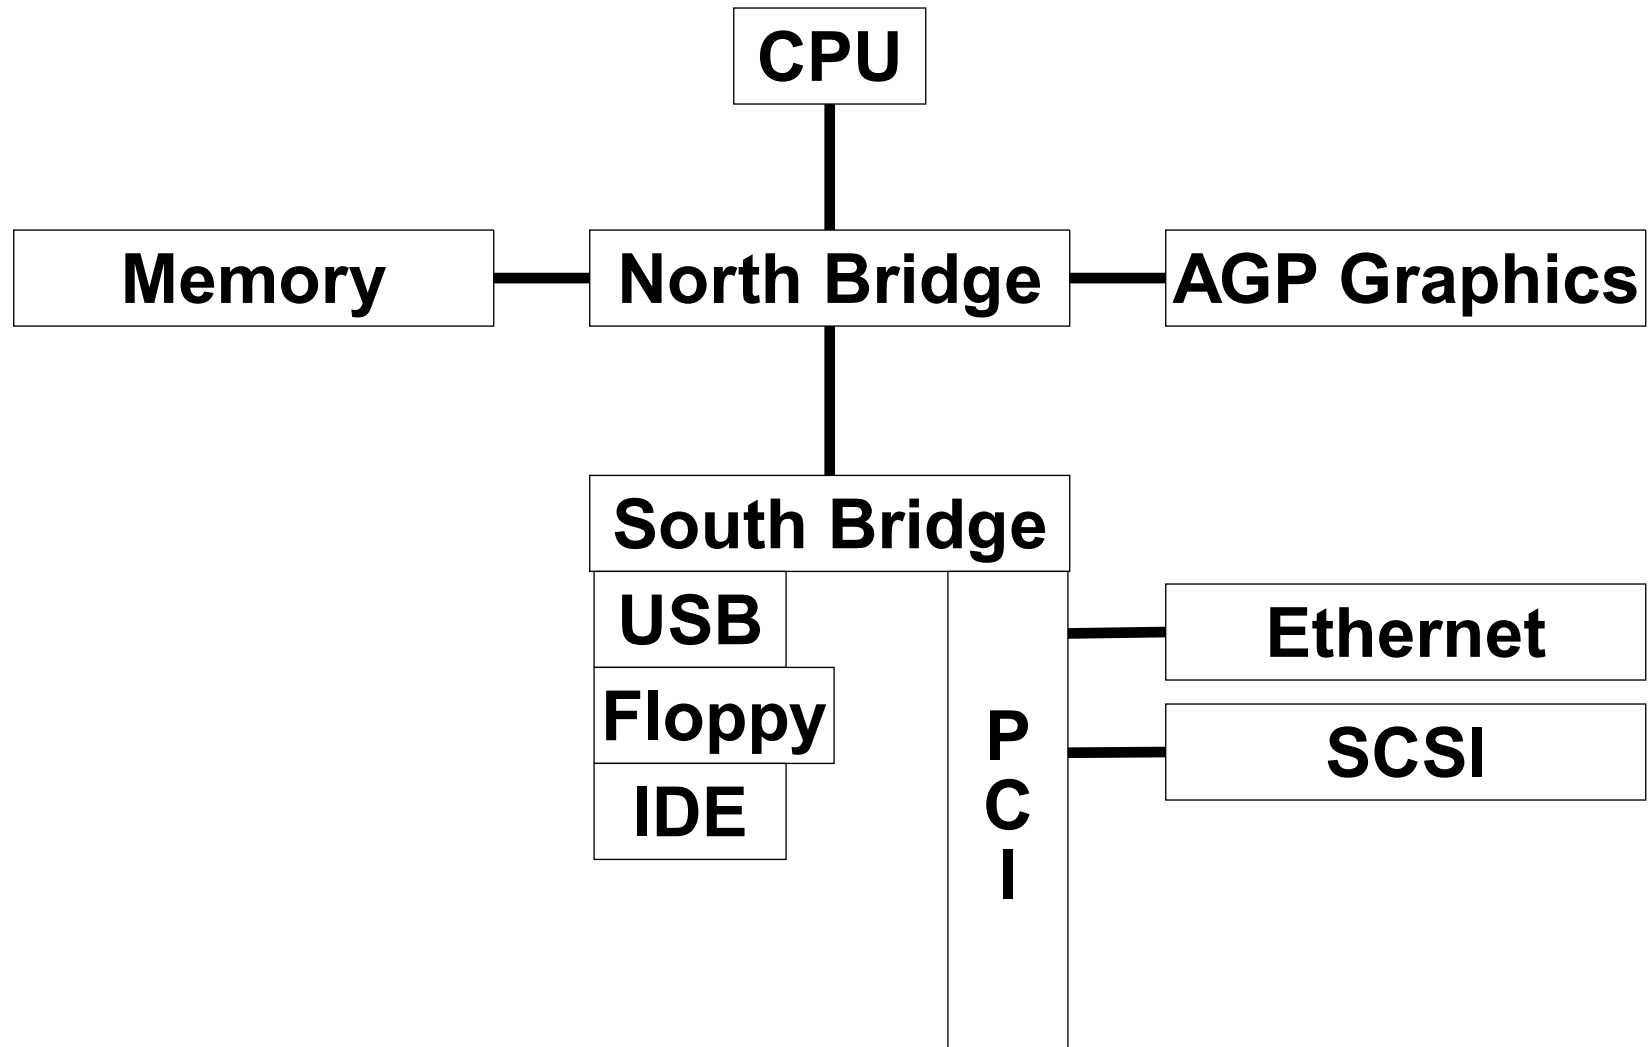 CPU
Memory
North Bridge
AGP Graphics
South Bridge
USB
Floppy
IDE
P
C
I
Ethernet
SCSI